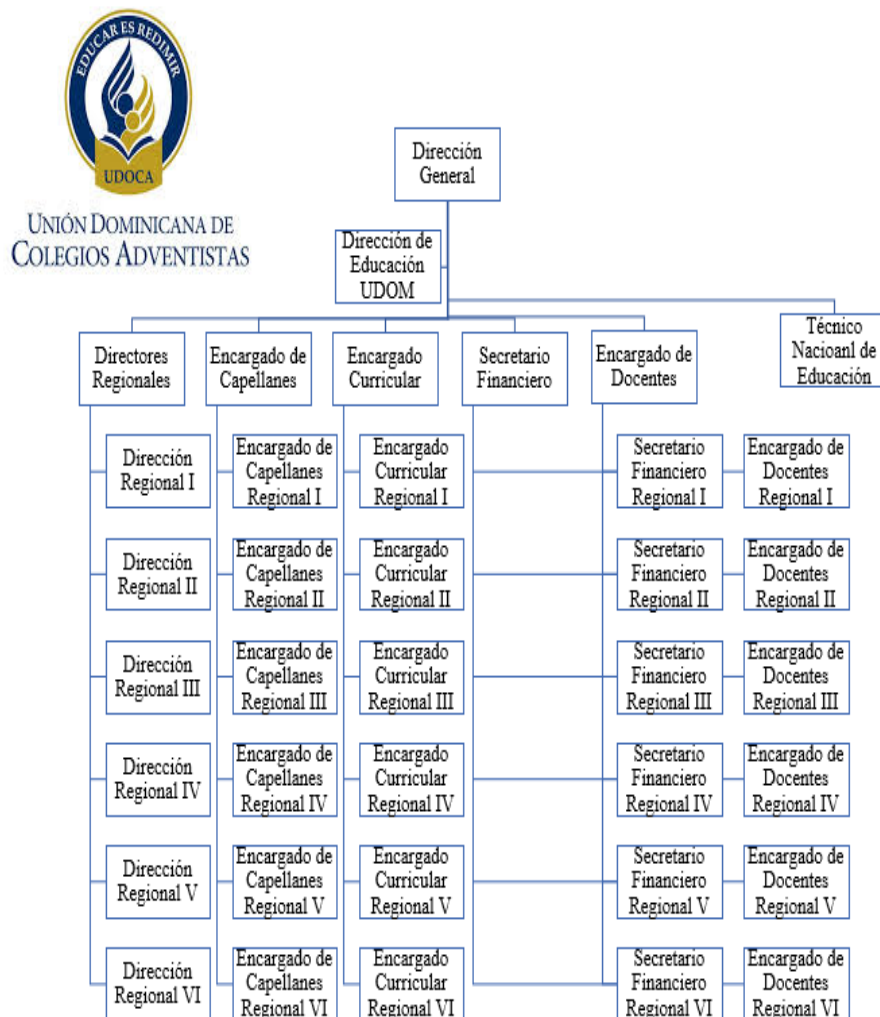 EDUCAR ES REDIMIR
UDOCA
UNIÓN DOMINICANA DE
COLEGIOS ADVENTISTAS
Dirección
General
Dirección de
Educación
UDOM
Directores
Regionales
Encargado de
Capellanes
Encargado
Curricular
Secretario
Financiero
Encargado de
Docentes
Técnico
Nacioanl de
Educación
Dirección
Regional I
Encargado de
Capellanes
Regional I
Encargado
Curricular
Regional I
Secretario
Financiero
Regional I
Encargado de
Docentes
Regional I
Dirección
Regional II
Encargado de
Capellanes
Regional II
Encargado
Curricular
Regional II
Secretario
Financiero
Regional II
Encargado de
Docentes
Regional II
Dirección
Regional III
Encargado de
Capellanes
Regional III
Encargado
Curricular
Regional III
Secretario
Financiero
Regional III
Encargado de
Docentes
Regional III
Dirección
Regional IV
Encargado de
Capellanes
Regional IV
Encargado
Curricular
Regional IV
Secretario
Financiero
Regional IV
Encargado de
Docentes
Regional IV
Dirección
Regional V
Encargado de
Capellanes
Regional V
Encargado
Curricular
Regional V
Secretario
Financiero
Regional V
Encargado de
Docentes
Regional V
Dirección
Regional VI
Encargado de
Capellanes
Regional VI
Encargado
Curricular
Regional VI
Secretario
Financiero
Regional VI
Encargado de
Docentes
Regional VI